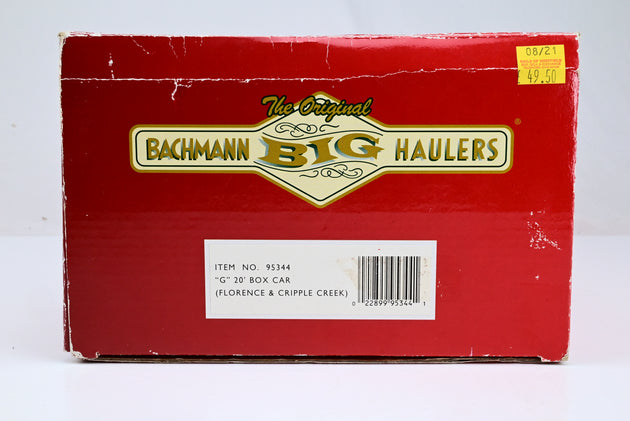 08/21
49.50
The Original
BACHMANN BIG HAULERS ®
ITEM NO. 95344
"G" 20' BOX CAR
(FLORENCE & CRIPPLE CREEK)
0 22899 95344 1